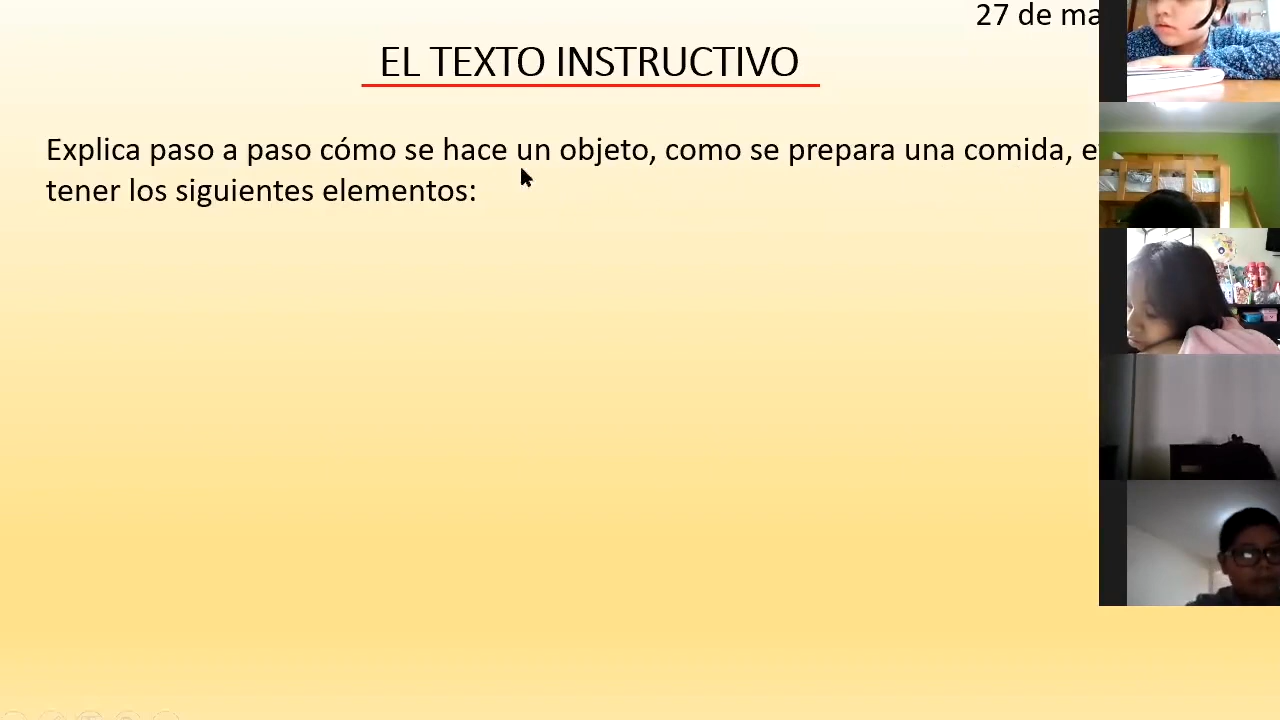 27 de ma
EL TEXTO INSTRUCTIVO
Explica paso a paso cómo se hace un objeto, como se prepara una comida, e
tener los siguientes elementos: